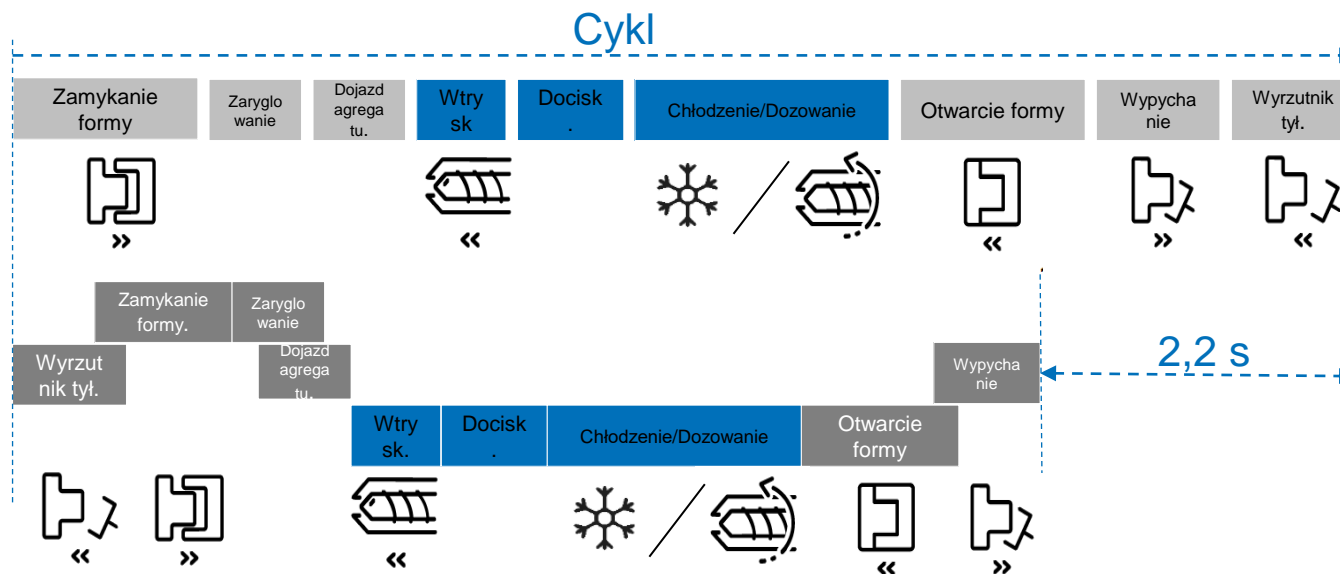 Cykl
Zamykanie
formy
Zaryglo
wanie
Dojazd
agrega
tu.
Wtry
sk
Docisk
.
Chłodzenie/Dozowanie
Otwarcie formy
Wypycha
nie
Wyrzutnik
tył.
»
«
«
»
«
Zamykanie
formy.
Zaryglo
wanie
Wyrzut
nik tył.
Dojazd
agrega
tu.
Wypycha
nie
2,2 s
Wtry
sk.
Docisk
.
Chłodzenie/Dozowanie
Otwarcie
formy
«
»
«
«
»